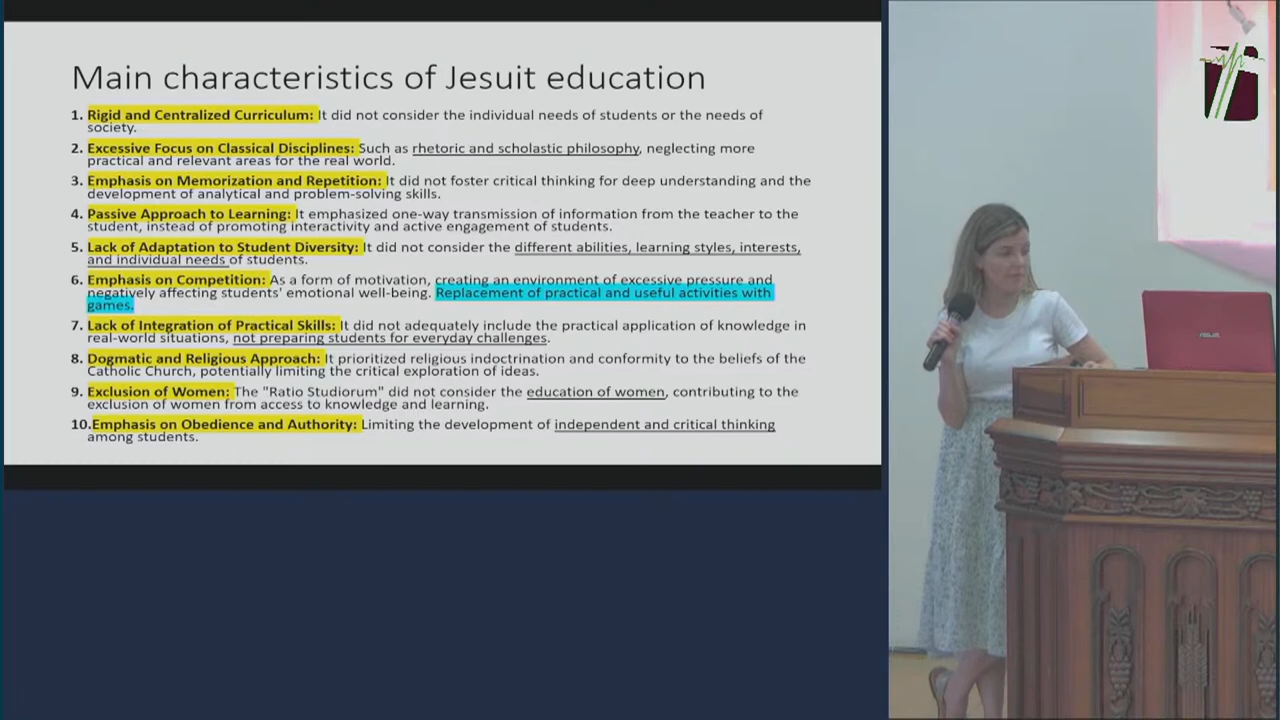 Main characteristics of Jesuit education
1. Rigid and Centralized Curriculum: It did not consider the individual needs of students or the needs of
society.
2. Excessive Focus on Classical Disciplines: Such as rhetoric and scholastic philosophy, neglecting more
practical and relevant areas for the real world.
3. Emphasis on Memorization and Repetition: It did not foster critical thinking for deep understanding and the
development of analytical and problem-solving skills.
4. Passive Approach to Learning: It emphasized one-way transmission of information from the teacher to the
student, instead of promoting interactivity and active engagement of students.
5. Lack of Adaptation to Student Diversity: It did not consider the different abilities, learning styles, interests,
and individual needs of students.
6. Emphasis on Competition: As a form of motivation, creating an environment of excessive pressure and
negatively affecting students' emotional well-being. Replacement of practical and useful activities with
games.
7. Lack of Integration of Practical Skills: It did not adequately include the practical application of knowledge in
real-world situations, not preparing students for everyday challenges.
8. Dogmatic and Religious Approach: It prioritized religious indoctrination and conformity to the beliefs of the
Catholic Church, potentially limiting the critical exploration of ideas.
9. Exclusion of Women: The "Ratio Studiorum" did not consider the education of women, contributing to the
exclusion of women from access to knowledge and learning.
10.Emphasis on Obedience and Authority: Limiting the development of independent and critical thinking
among students.
ASUS